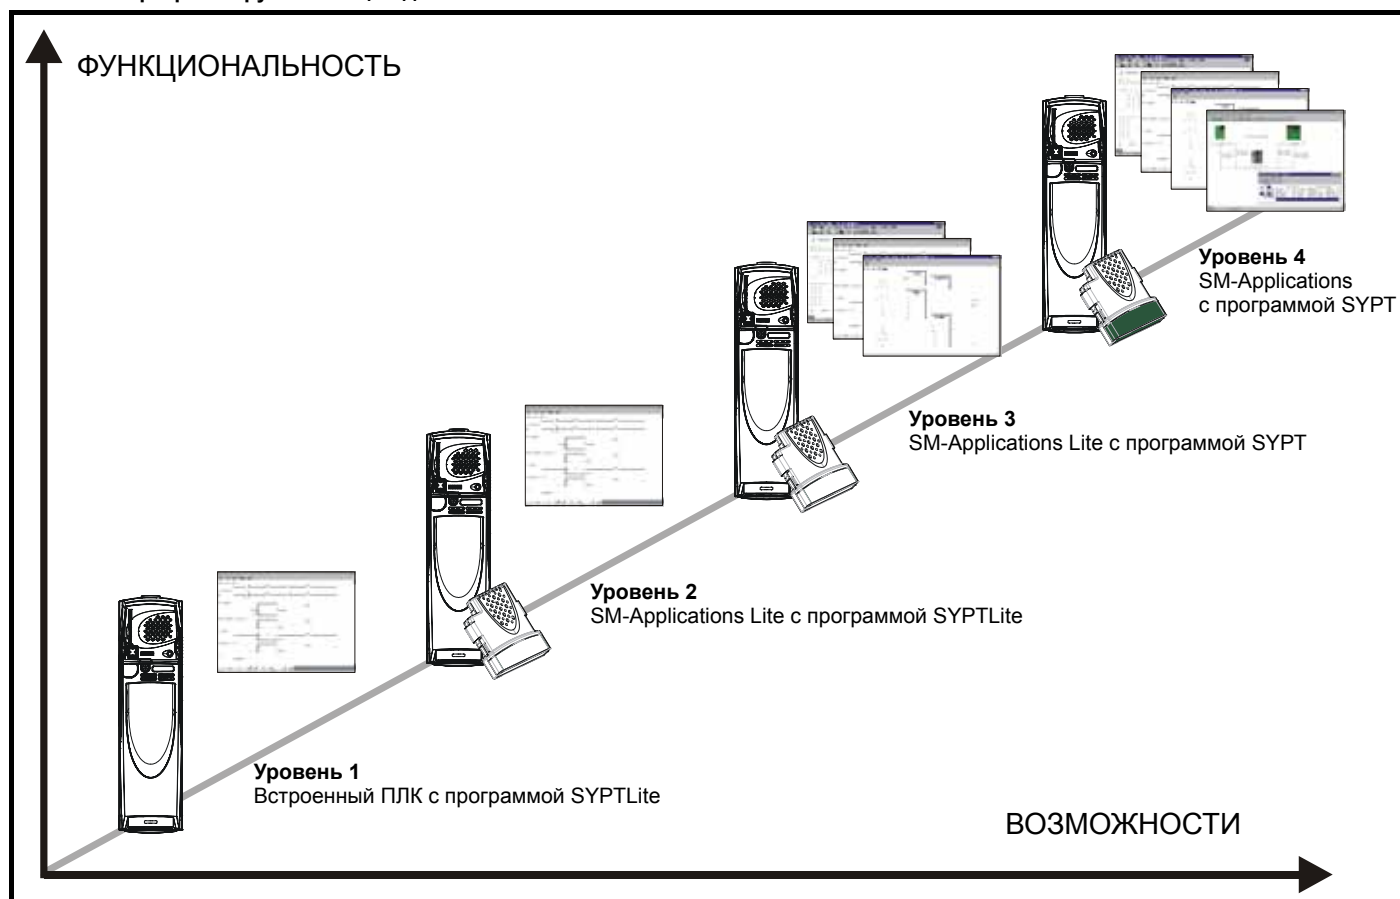 ФУНКЦИОНАЛЬНОСТЬ
Уровень 4
SM-Applications
с программой SYPT
Уровень 3
SM-Applications Lite с программой SYPT
Уровень 2
SM-Applications Lite с программой SYPTLite
Уровень 1
Встроенный ПЛК с программой SYPTLite
ВОЗМОЖНОСТИ